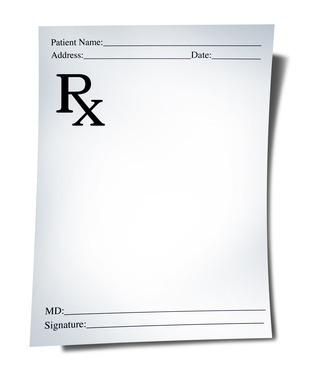 Patient Name:
Address: Date:
Rx
MD:
Signature: